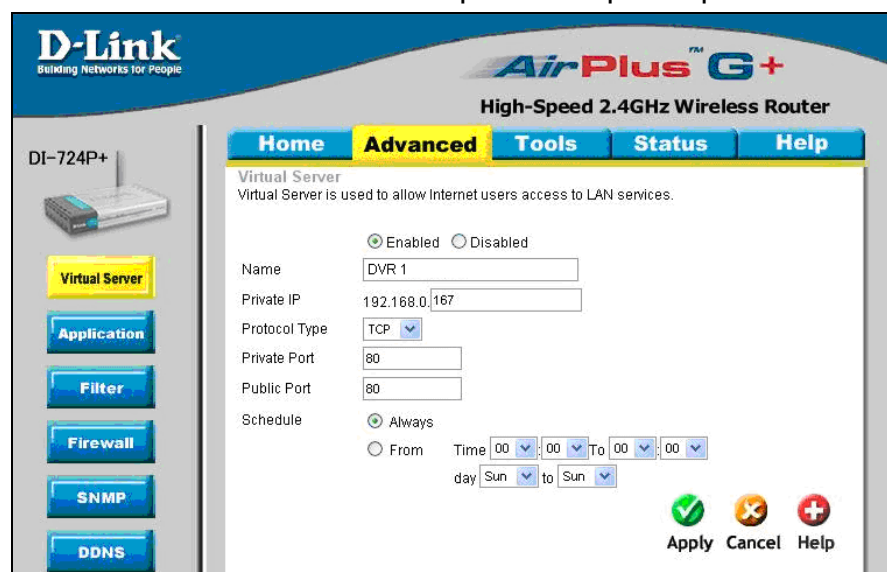 D-Link
Building Networks for People
AirPlus™ G+
High-Speed 2.4GHz Wireless Router
DI-724P+
Home Advanced Tools Status Help
Virtual Server
Virtual Server is used to allow Internet users access to LAN services.
Enabled Disabled
Name DVR 1
Private IP 192.168.0. 167
Protocol Type TCP
Private Port 80
Public Port 80
Schedule Always
From Time 00 : 00 To 00 : 00
day Sun to Sun
Apply Cancel Help
Virtual Server
Application
Filter
Firewall
SNMP
DDNS